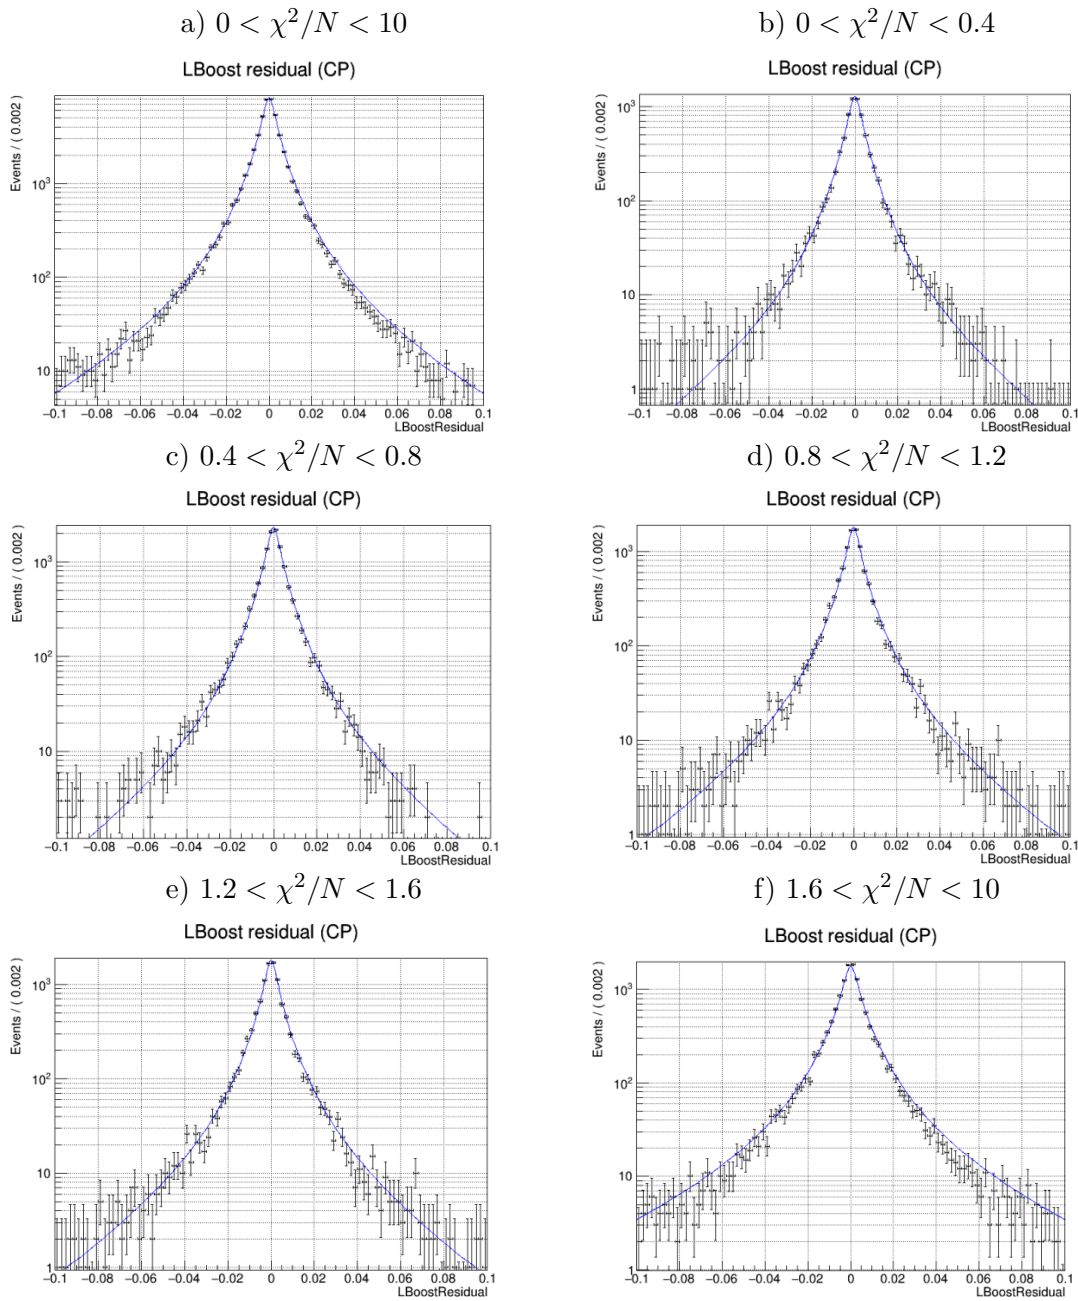 a) 0 < χ²/N < 10
LBoost residual (CP)
Events / ( 0.002 )
10³
10²
10
−0.1 −0.08 −0.06 −0.04 −0.02 0 0.02 0.04 0.06 0.08 0.1
LBoostResidual
b) 0 < χ²/N < 0.4
LBoost residual (CP)
Events / ( 0.002 )
10³
10²
10
1
−0.1 −0.08 −0.06 −0.04 −0.02 0 0.02 0.04 0.06 0.08 0.1
LBoostResidual
c) 0.4 < χ²/N < 0.8
LBoost residual (CP)
Events / ( 0.002 )
10³
10²
10
−0.1 −0.08 −0.06 −0.04 −0.02 0 0.02 0.04 0.06 0.08 0.1
LBoostResidual
d) 0.8 < χ²/N < 1.2
LBoost residual (CP)
Events / ( 0.002 )
10³
10²
10
1
−0.1 −0.08 −0.06 −0.04 −0.02 0 0.02 0.04 0.06 0.08 0.1
LBoostResidual
e) 1.2 < χ²/N < 1.6
LBoost residual (CP)
Events / ( 0.002 )
10³
10²
10
1
−0.1 −0.08 −0.06 −0.04 −0.02 0 0.02 0.04 0.06 0.08 0.1
LBoostResidual
f) 1.6 < χ²/N < 10
LBoost residual (CP)
Events / ( 0.002 )
10³
10²
10
1
−0.1 −0.08 −0.06 −0.04 −0.02 0 0.02 0.04 0.06 0.08 0.1
LBoostResidual